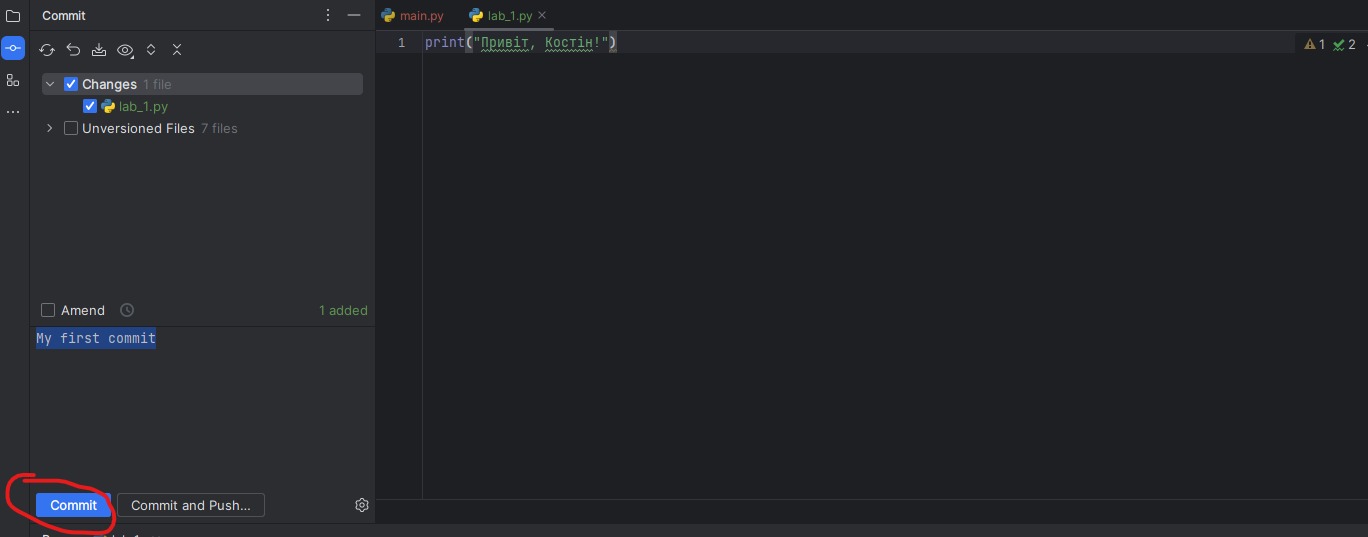 Commit
main.py
lab_1.py
1
print("Привіт, Костін!")
1
2
Changes 1 file
lab_1.py
Unversioned Files 7 files
Amend
1 added
My first commit
Commit
Commit and Push...